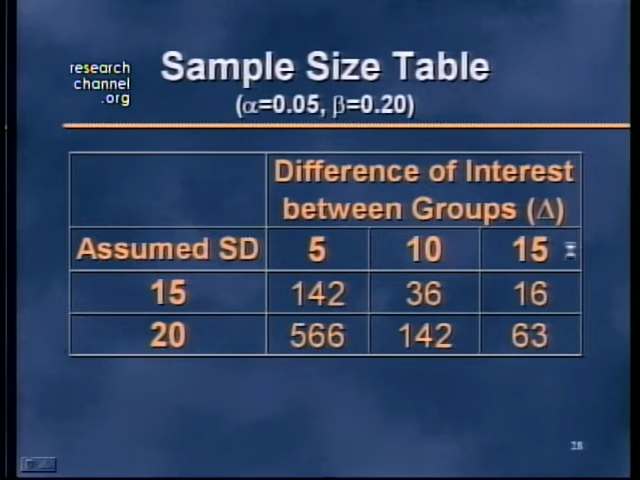 research
channel
.org
Sample Size Table
(α=0.05, β=0.20)
Difference of Interest
between Groups (Δ)
Assumed SD 5 10 15
15 142 36 16
20 566 142 63
28